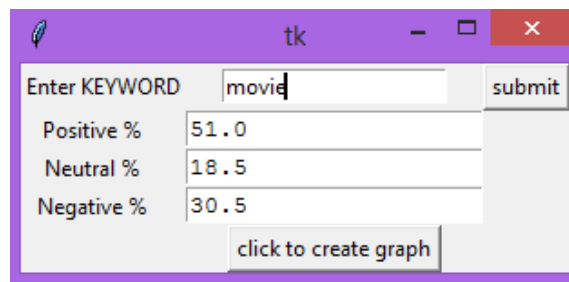 tk
Enter KEYWORD movie submit
Positive % 51.0
Neutral % 18.5
Negative % 30.5
click to create graph